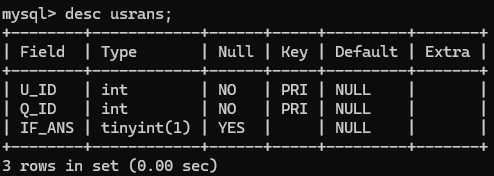 mysql> desc usrans;
+--------+------------+------+-----+---------+-------+
| Field  | Type       | Null | Key | Default | Extra |
+--------+------------+------+-----+---------+-------+
| U_ID   | int        | NO   | PRI | NULL    |       |
| Q_ID   | int        | NO   | PRI | NULL    |       |
| IF_ANS | tinyint(1) | YES  |     | NULL    |       |
+--------+------------+------+-----+---------+-------+
3 rows in set (0.00 sec)